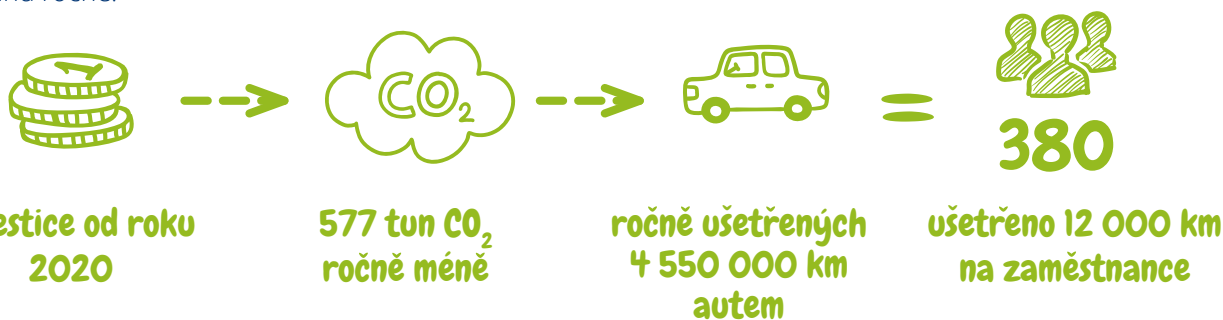 CO₂
380
estice od roku
2020
577 tun CO₂
ročně méně
ročně ušetřených
4 550 000 km
autem
ušetřeno 12 000 km
na zaměstnance